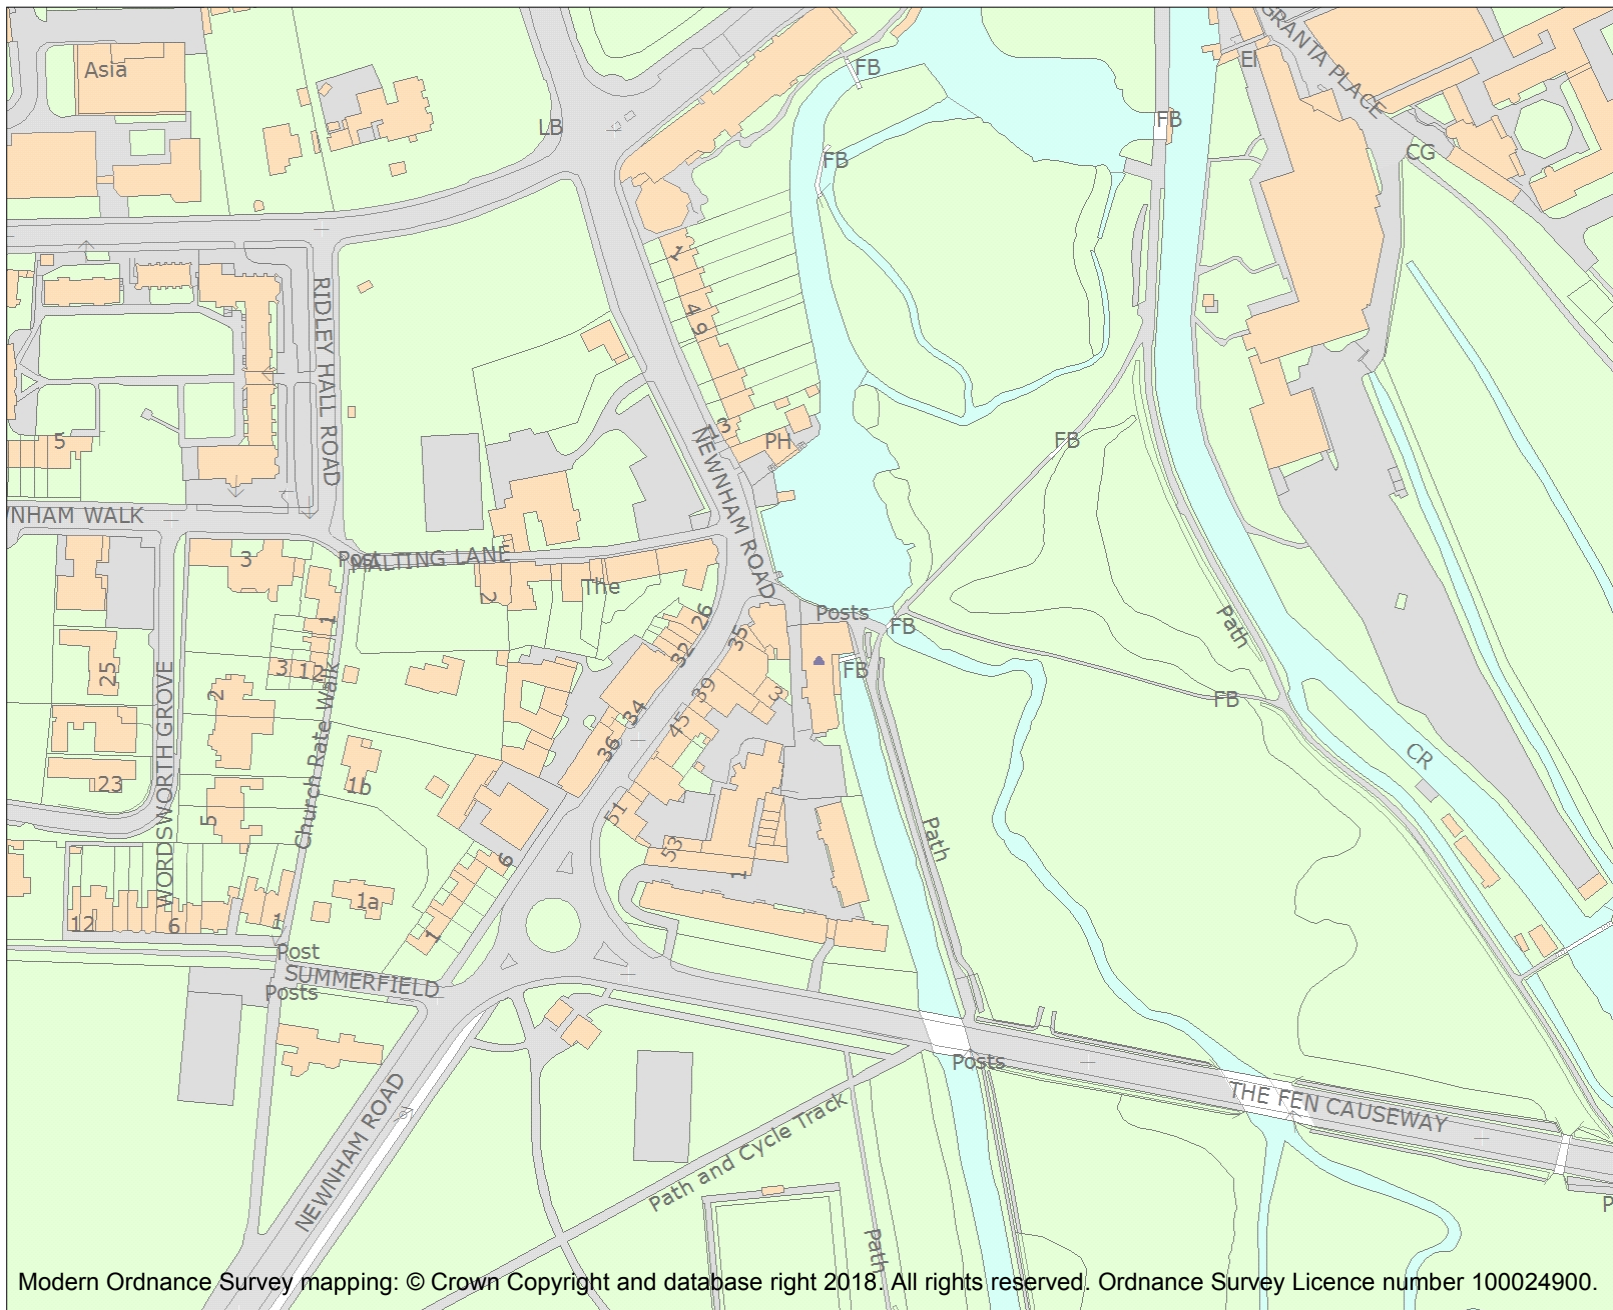 GRANTA PLACE
Asia
FB
EI
LB
FB
CG
FB
1
RIDLEY HALL ROAD
4
9
3
PH
NEWNHAM ROAD
FB
5
WNHAM WALK
Post
MALTING LANE
3
The
2
26
Posts
FB
Path
1
35
32
3
12
25
FB
2
39
3
FB
34
45
36
CR
WORDSWORTH GROVE
Church Rate Walk
23
1b
5
51
Path
53
6
1
1a
12
6
1
1
Post
SUMMERFIELD
Posts
Posts
THE FEN CAUSEWAY
NEWNHAM ROAD
Path and Cycle Track
P
Path
Modern Ordnance Survey mapping: © Crown Copyright and database right 2018. All rights reserved. Ordnance Survey Licence number 100024900.